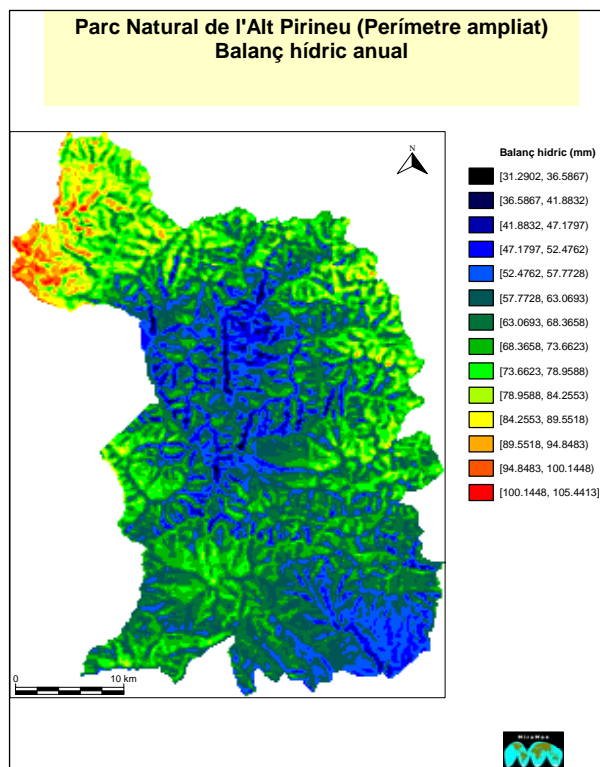 Parc Natural de l'Alt Pirineu (Perímetre ampliat)
Balanç hídric anual
N
Balanç hidric (mm)
[31.2902, 36.5867)
[36.5867, 41.8832)
[41.8832, 47.1797)
[47.1797, 52.4762)
[52.4762, 57.7728)
[57.7728, 63.0693)
[63.0693, 68.3658)
[68.3658, 73.6623)
[73.6623, 78.9588)
[78.9588, 84.2553)
[84.2553, 89.5518)
[89.5518, 94.8483)
[94.8483, 100.1448)
[100.1448, 105.4413]
0 10 km
MiraMon